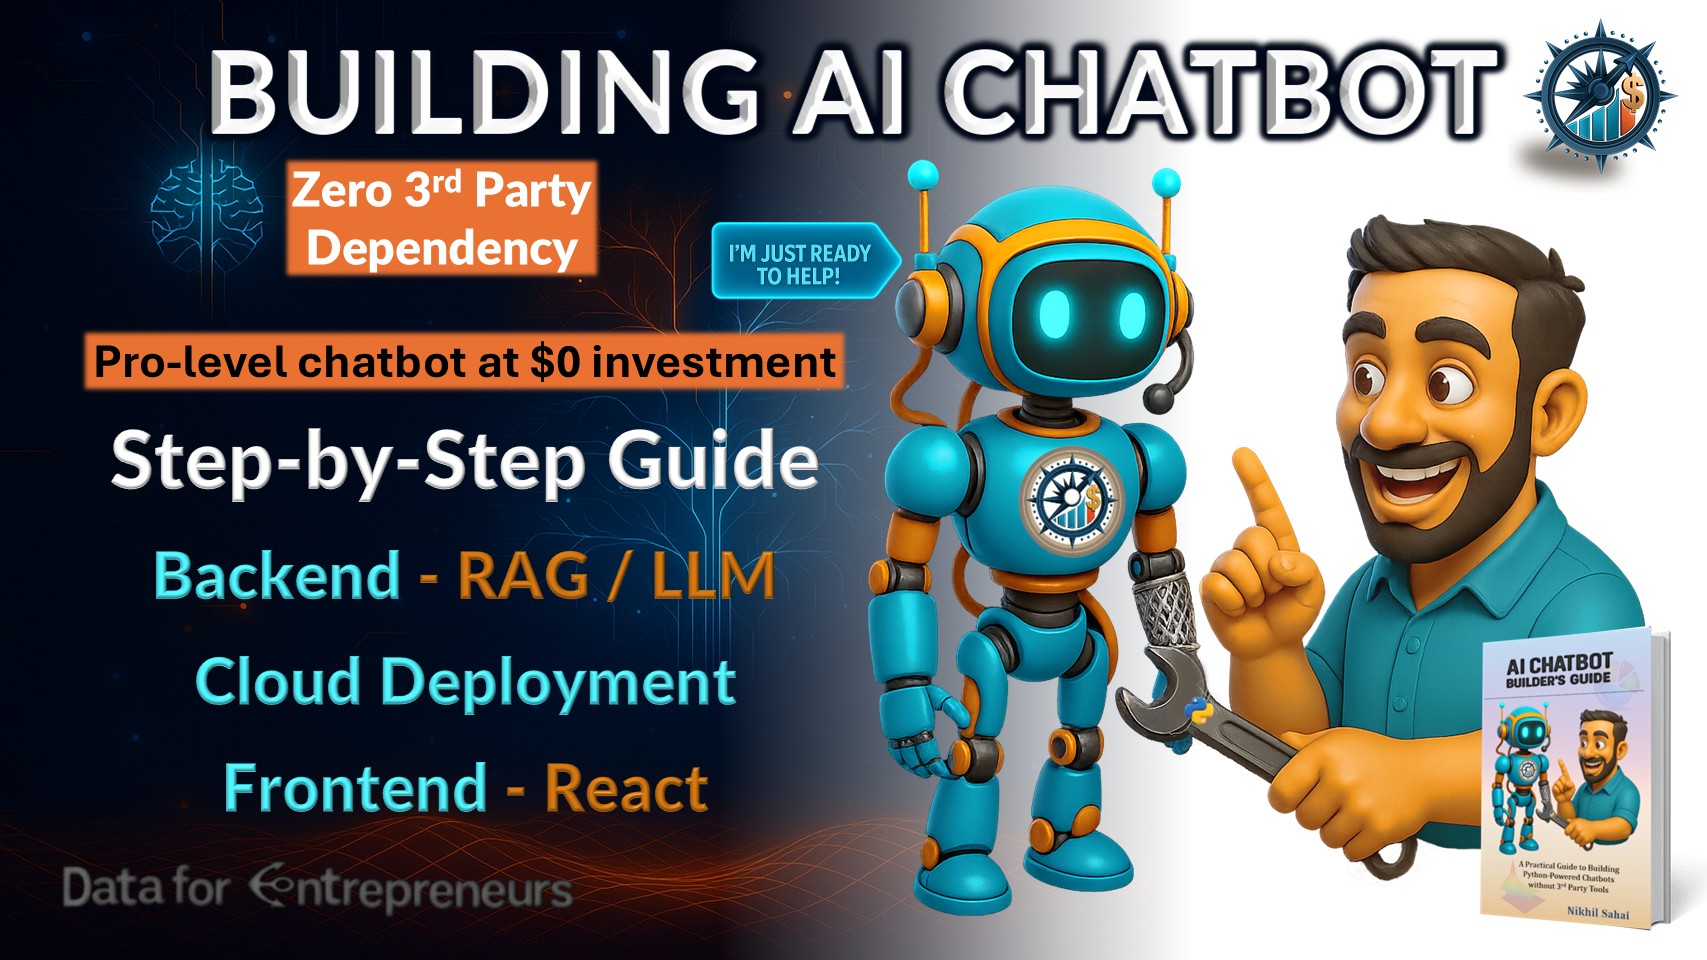 BUILDING AI CHATBOT
Zero 3rd Party
Dependency
I'M JUST READY
TO HELP!
Pro-level chatbot at $0 investment
Step-by-Step Guide
Backend - RAG / LLM
Cloud Deployment
Frontend - React
Data for Entrepreneurs
$
$
AI CHATBOT
BUILDER'S GUIDE
A Practical Guide to Building
Python-Powered Chatbots
without 3rd Party Tools
Nikhil Sahai